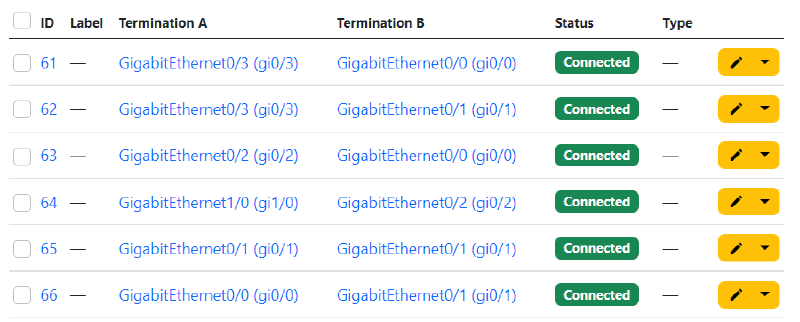 ID Label Termination A Termination B Status Type
61 — GigabitEthernet0/3 (gi0/3) GigabitEthernet0/0 (gi0/0) Connected —
62 — GigabitEthernet0/3 (gi0/3) GigabitEthernet0/1 (gi0/1) Connected —
63 — GigabitEthernet0/2 (gi0/2) GigabitEthernet0/0 (gi0/0) Connected —
64 — GigabitEthernet1/0 (gi1/0) GigabitEthernet0/2 (gi0/2) Connected —
65 — GigabitEthernet0/1 (gi0/1) GigabitEthernet0/1 (gi0/1) Connected —
66 — GigabitEthernet0/0 (gi0/0) GigabitEthernet0/1 (gi0/1) Connected —